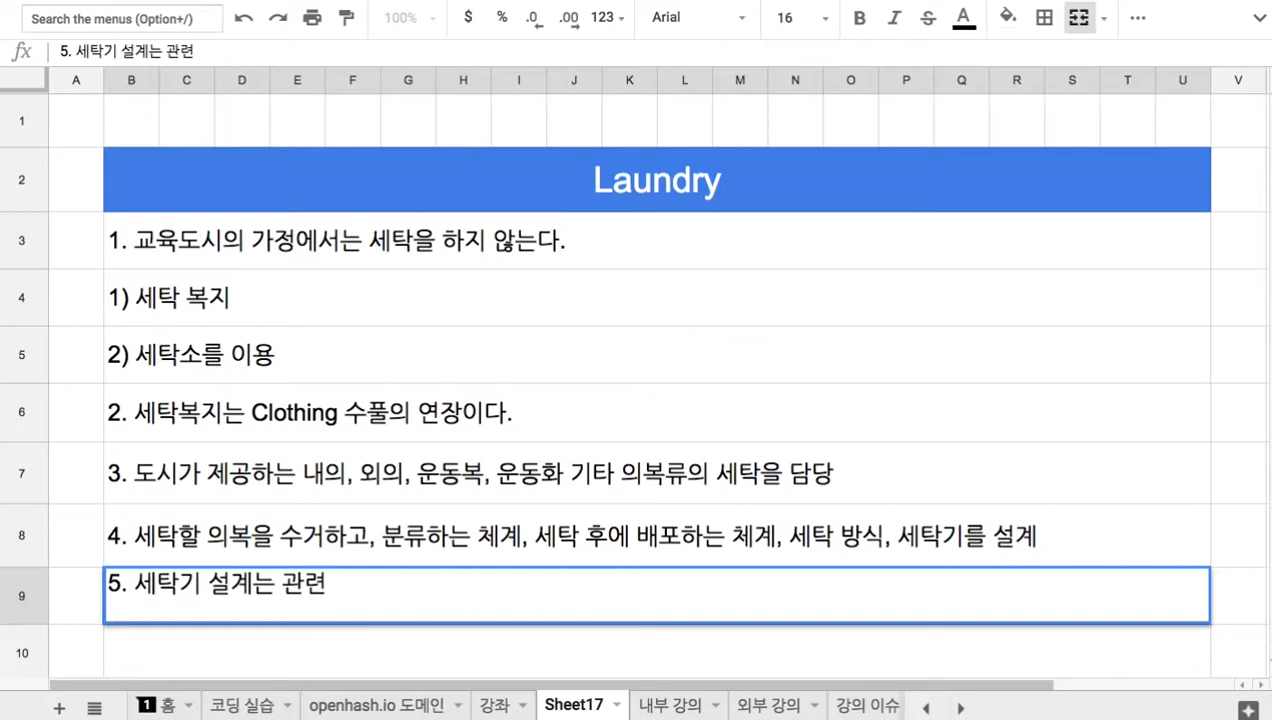 Search the menus (Option+/)
100%
$ % .0 .00 123
Arial
16
B I S A
fx 5. 세탁기 설계는 관련
A B C D E F G H I J K L M N O P Q R S T U V
1
2 Laundry
3 1. 교육도시의 가정에서는 세탁을 하지 않는다.
4 1) 세탁 복지
5 2) 세탁소를 이용
6 2. 세탁복지는 Clothing 수풀의 연장이다.
7 3. 도시가 제공하는 내의, 외의, 운동복, 운동화 기타 의복류의 세탁을 담당
8 4. 세탁할 의복을 수거하고, 분류하는 체계, 세탁 후에 배포하는 체계, 세탁 방식, 세탁기를 설계
9 5. 세탁기 설계는 관련
10
1 홈 코딩 실습 openhash.io 도메인 강좌 Sheet17 내부 강의 외부 강의 강의 이슈